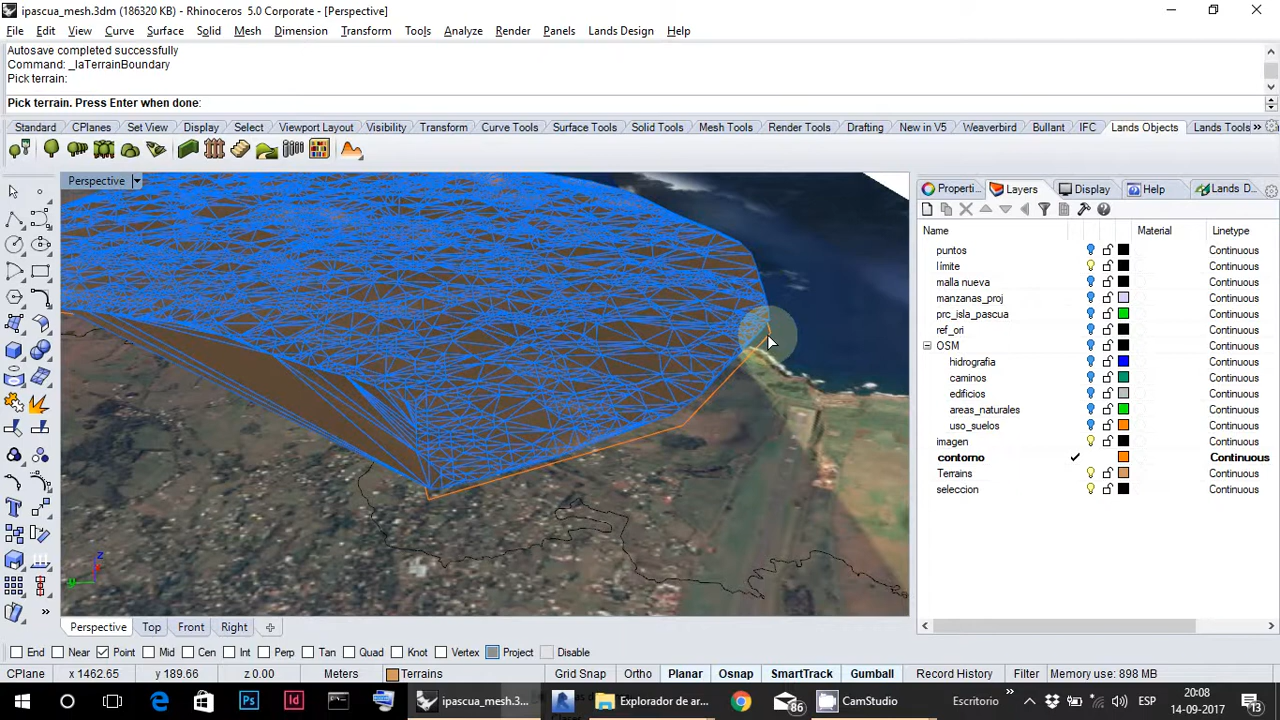 ipascua_mesh.3dm (186320 KB) - Rhinoceros 5.0 Corporate - [Perspective]
File Edit View Curve Surface Solid Mesh Dimension Transform Tools Analyze Render Panels Lands Design Help
Autosave completed successfully
Command: _laTerrainBoundary
Pick terrain:
Pick terrain. Press Enter when done:
Standard CPlanes Set View Display Select Viewport Layout Visibility Transform Curve Tools Surface Tools Solid Tools Mesh Tools Render Tools Drafting New in V5 Weaverbird Bullant IFC Lands Objects Lands Tools »
Perspective
Properti... Layers Display Help Lands D...
Name Material Linetype
puntos Continuous
límite Continuous
malla nueva Continuous
manzanas_proj Continuous
prc_isla_pascua Continuous
ref_ori Continuous
OSM Continuous
hidrografia Continuous
caminos Continuous
edificios Continuous
areas_naturales Continuous
uso_suelos Continuous
imagen Continuous
contorno Continuous
Terrains Continuous
seleccion Continuous
z
y
Perspective Top Front Right
End Near Point Mid Cen Int Perp Tan Quad Knot Vertex Project Disable
CPlane x 1462.65 y 189.66 z 0.00 Meters Terrains Grid Snap Ortho Planar Osnap SmartTrack Gumball Record History Filter Memory use: 898 MB
ipascua_mesh.3d... Explorador de ar... 86 CamStudio Escritorio » ESP 20:08 14-09-2017 13